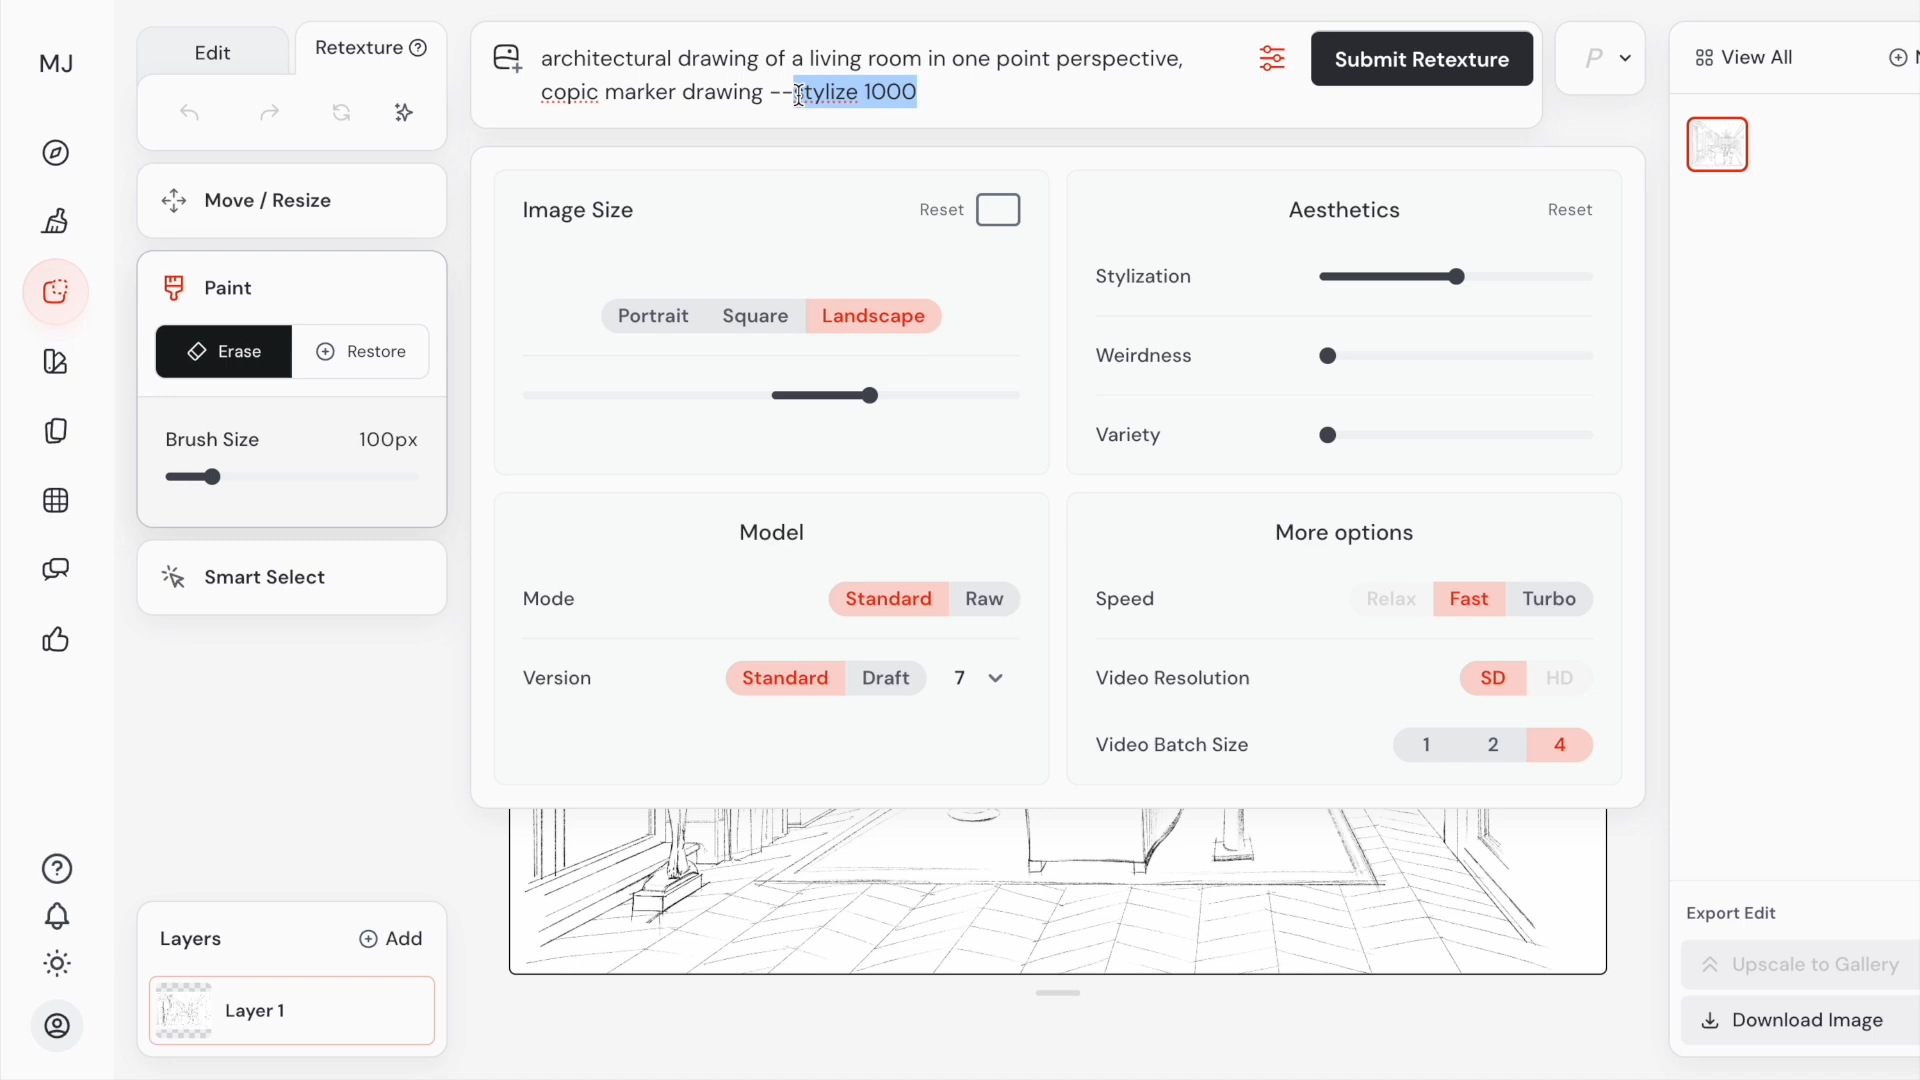 MJ
Edit
Retexture
architectural drawing of a living room in one point perspective,
copic marker drawing --stylize 1000
Submit Retexture
P
View All
Move / Resize
Paint
Erase
Restore
Brush Size
100px
Smart Select
Image Size
Reset
Portrait
Square
Landscape
Aesthetics
Reset
Stylization
Weirdness
Variety
Model
Mode
Standard
Raw
Version
Standard
Draft
7
More options
Speed
Relax
Fast
Turbo
Video Resolution
SD
HD
Video Batch Size
1
2
4
Layers
Add
Layer 1
Export Edit
Upscale to Gallery
Download Image